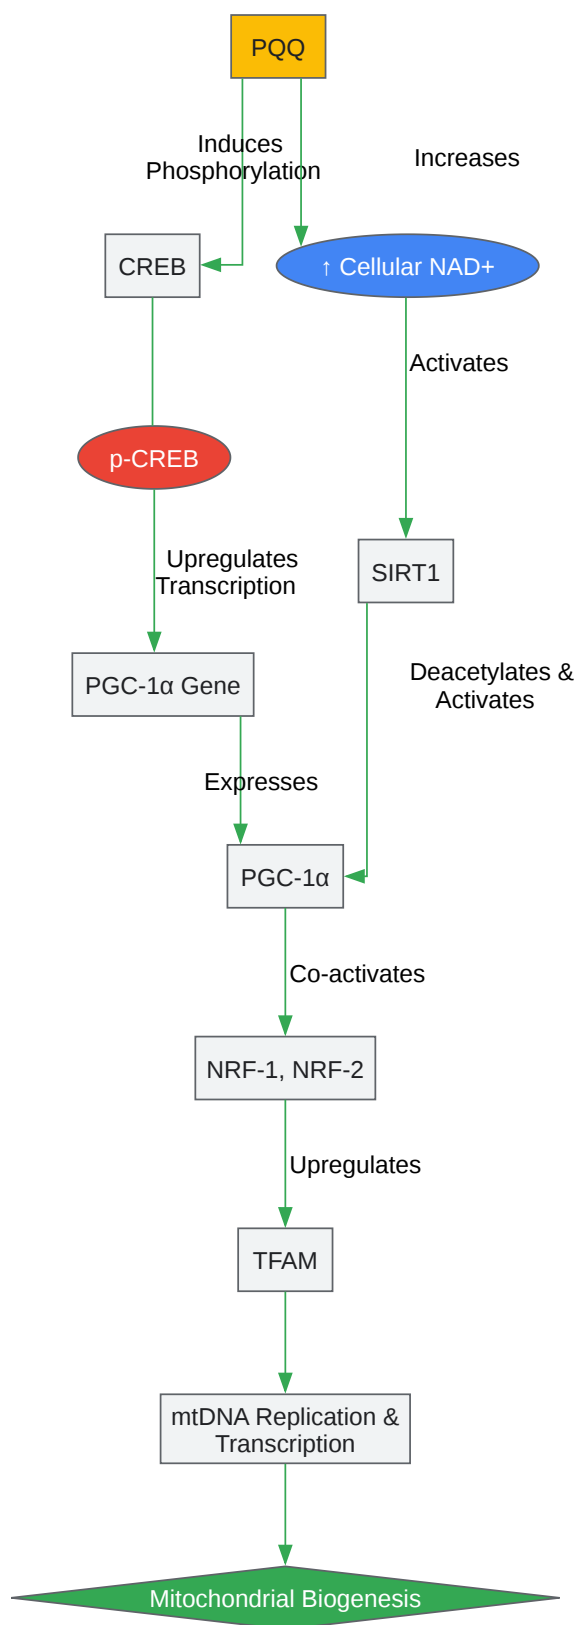 PQQ
Induces
Phosphorylation
Increases
CREB
↑ Cellular NAD+
Activates
p-CREB
Upregulates
Transcription
SIRT1
PGC-1α Gene
Deacetylates &
Activates
Expresses
PGC-1α
Co-activates
NRF-1, NRF-2
Upregulates
TFAM
mtDNA Replication &
Transcription
Mitochondrial Biogenesis